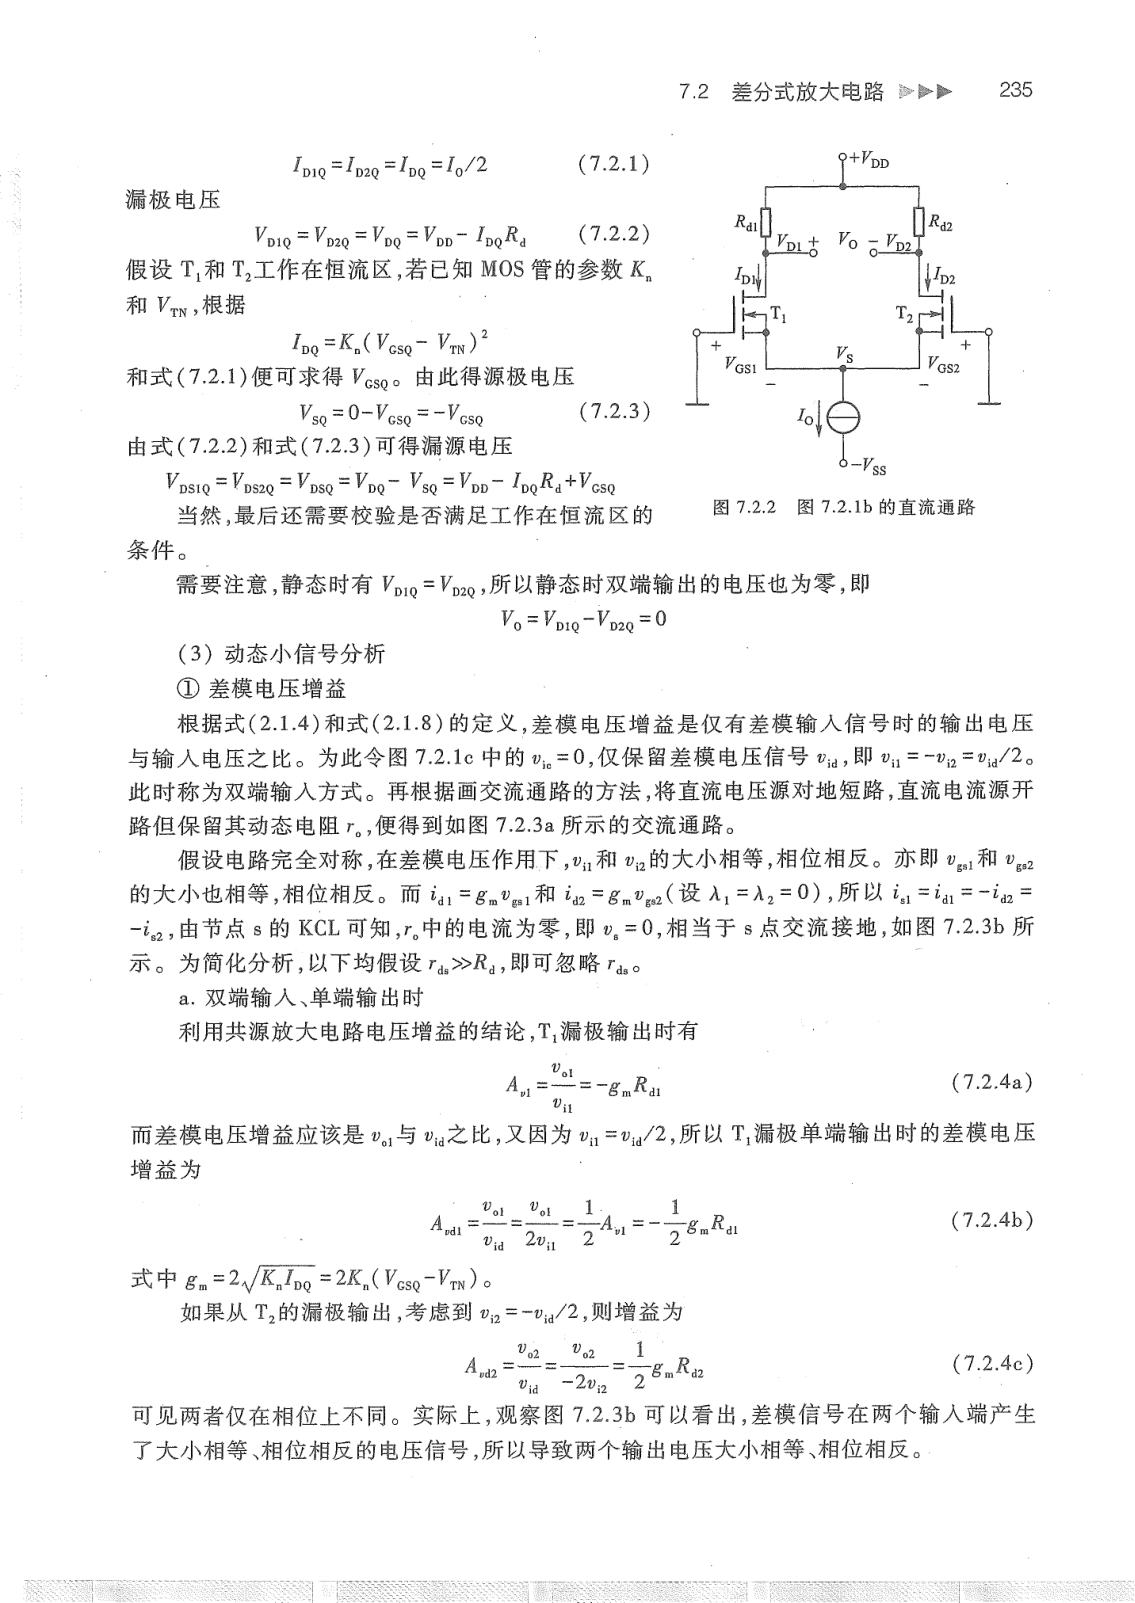 7.2 差分式放大电路 235
I_D1Q = I_D2Q = I_DQ = I_O/2 (7.2.1)
漏极电压
V_D1Q = V_D2Q = V_DQ = V_DD - I_DQ R_d (7.2.2)
假设 T₁和 T₂工作在恒流区,若已知 MOS 管的参数 K_n
和 V_TN,根据
I_DQ = K_n(V_GSQ - V_TN)²
和式(7.2.1)便可求得 V_GSQ。由此得源极电压
V_SQ = 0-V_GSQ = -V_GSQ (7.2.3)
由式(7.2.2)和式(7.2.3)可得漏源电压
V_DS1Q = V_DS2Q = V_DSQ = V_DQ - V_SQ = V_DD - I_DQ R_d + V_GSQ
当然,最后还需要校验是否满足工作在恒流区的
条件。
+V_DD
R_d1 R_d2
V_D1 + V_O - V_D2
I_D1 I_D2
T₁ T₂
+ V_S +
V_GS1 V_GS2
- -
I_O
-V_SS
图 7.2.2 图 7.2.1b 的直流通路
需要注意,静态时有 V_D1Q = V_D2Q,所以静态时双端输出的电压也为零,即
V_O = V_D1Q - V_D2Q = 0
(3) 动态小信号分析
① 差模电压增益
根据式(2.1.4)和式(2.1.8)的定义,差模电压增益是仅有差模输入信号时的输出电压
与输入电压之比。为此令图 7.2.1c 中的 v_ic = 0,仅保留差模电压信号 v_id,即 v_i1 = -v_i2 = v_id/2。
此时称为双端输入方式。再根据画交流通路的方法,将直流电压源对地短路,直流电流源开
路但保留其动态电阻 r_o,便得到如图 7.2.3a 所示的交流通路。
假设电路完全对称,在差模电压作用下,v_i1和 v_i2的大小相等,相位相反。亦即 v_gs1和 v_gs2
的大小也相等,相位相反。而 i_d1 = g_m v_gs1和 i_d2 = g_m v_gs2(设 λ₁ = λ₂ = 0),所以 i_s1 = i_d1 = -i_d2 =
-i_s2,由节点 s 的 KCL 可知,r_o中的电流为零,即 v_s = 0,相当于 s 点交流接地,如图 7.2.3b 所
示。为简化分析,以下均假设 r_ds≫R_d,即可忽略 r_ds。
a. 双端输入、单端输出时
利用共源放大电路电压增益的结论,T₁漏极输出时有
A_v1 = v_o1/v_i1 = -g_m R_d1 (7.2.4a)
而差模电压增益应该是 v_o1与 v_id之比,又因为 v_i1 = v_id/2,所以 T₁漏极单端输出时的差模电压
增益为
A_vd1 = v_o1/v_id = v_o1/2v_i1 = 1/2 A_v1 = -1/2 g_m R_d1 (7.2.4b)
式中 g_m = 2√(K_n I_DQ) = 2K_n(V_GSQ - V_TN)。
如果从 T₂的漏极输出,考虑到 v_i2 = -v_id/2,则增益为
A_vd2 = v_o2/v_id = v_o2/-2v_i2 = 1/2 g_m R_d2 (7.2.4c)
可见两者仅在相位上不同。实际上,观察图 7.2.3b 可以看出,差模信号在两个输入端产生
了大小相等、相位相反的电压信号,所以导致两个输出电压大小相等、相位相反。